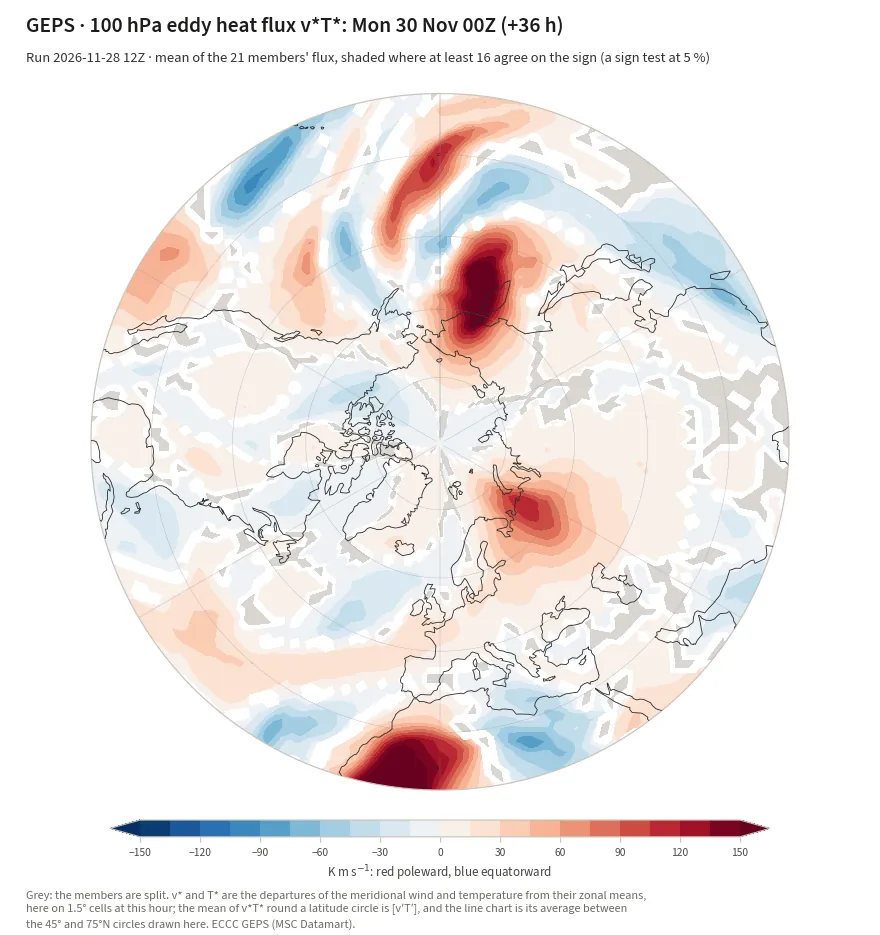 GEPS · 100 hPa eddy heat flux v*T*: Mon 30 Nov 00Z (+36 h)
Run 2026-11-28 12Z · mean of the 21 members' flux, shaded where at least 16 agree on the sign (a sign test at 5 %)
−150 −120 −90 −60 −30 0 30 60 90 120 150
K m s⁻¹: red poleward, blue equatorward
Grey: the members are split. v* and T* are the departures of the meridional wind and temperature from their zonal means,
here on 1.5° cells at this hour; the mean of v*T* round a latitude circle is [v'T'], and the line chart is its average between
the 45° and 75°N circles drawn here. ECCC GEPS (MSC Datamart).